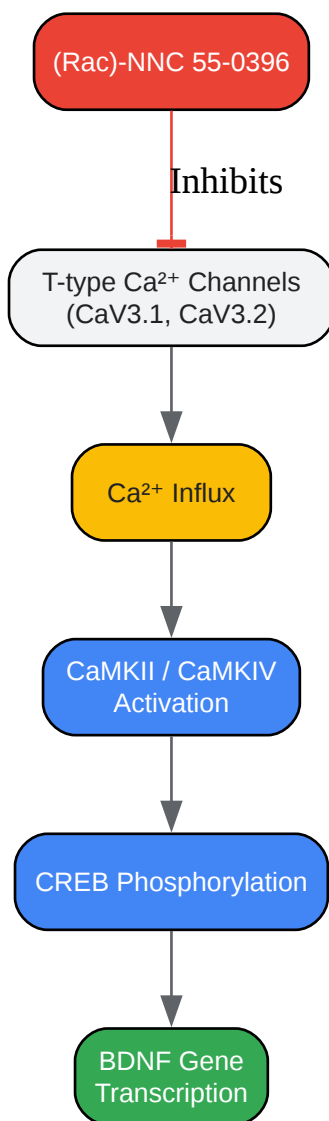 (Rac)-NNC 55-0396
Inhibits
T-type Ca²⁺ Channels
(CaV3.1, CaV3.2)
Ca²⁺ Influx
CaMKII / CaMKIV
Activation
CREB Phosphorylation
BDNF Gene
Transcription